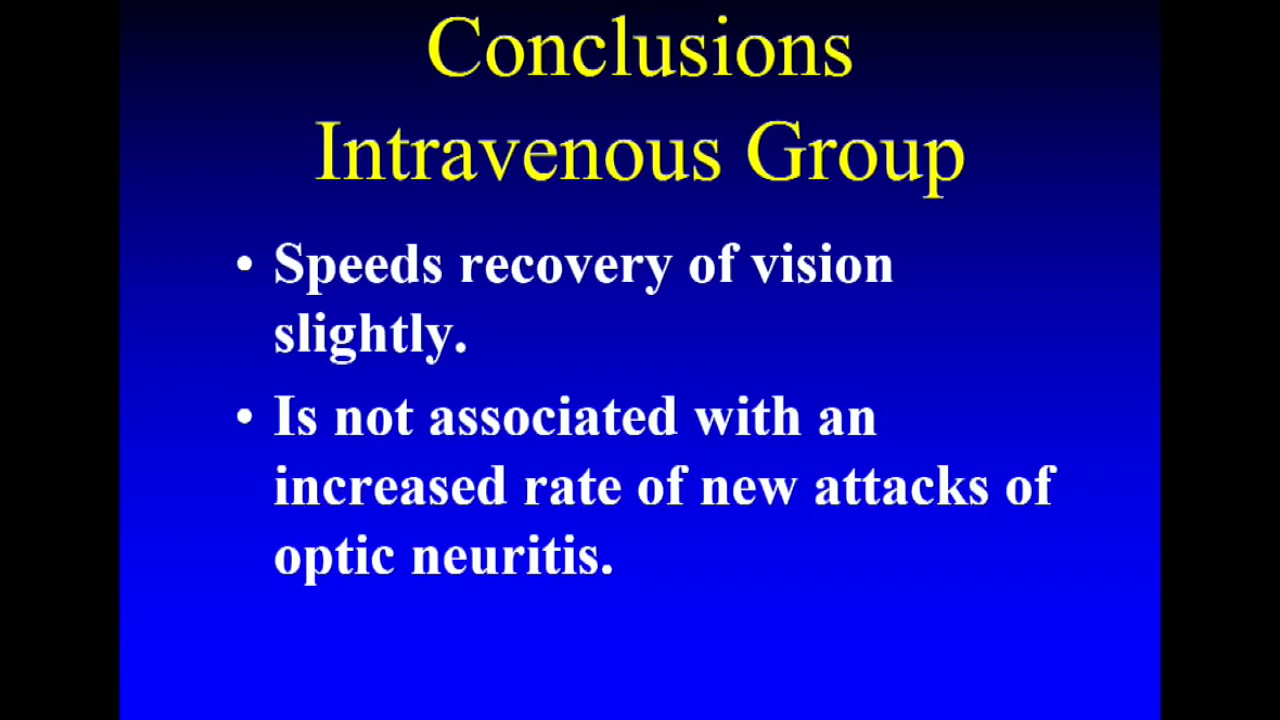 Conclusions
Intravenous Group
• Speeds recovery of vision
slightly.
• Is not associated with an
increased rate of new attacks of
optic neuritis.